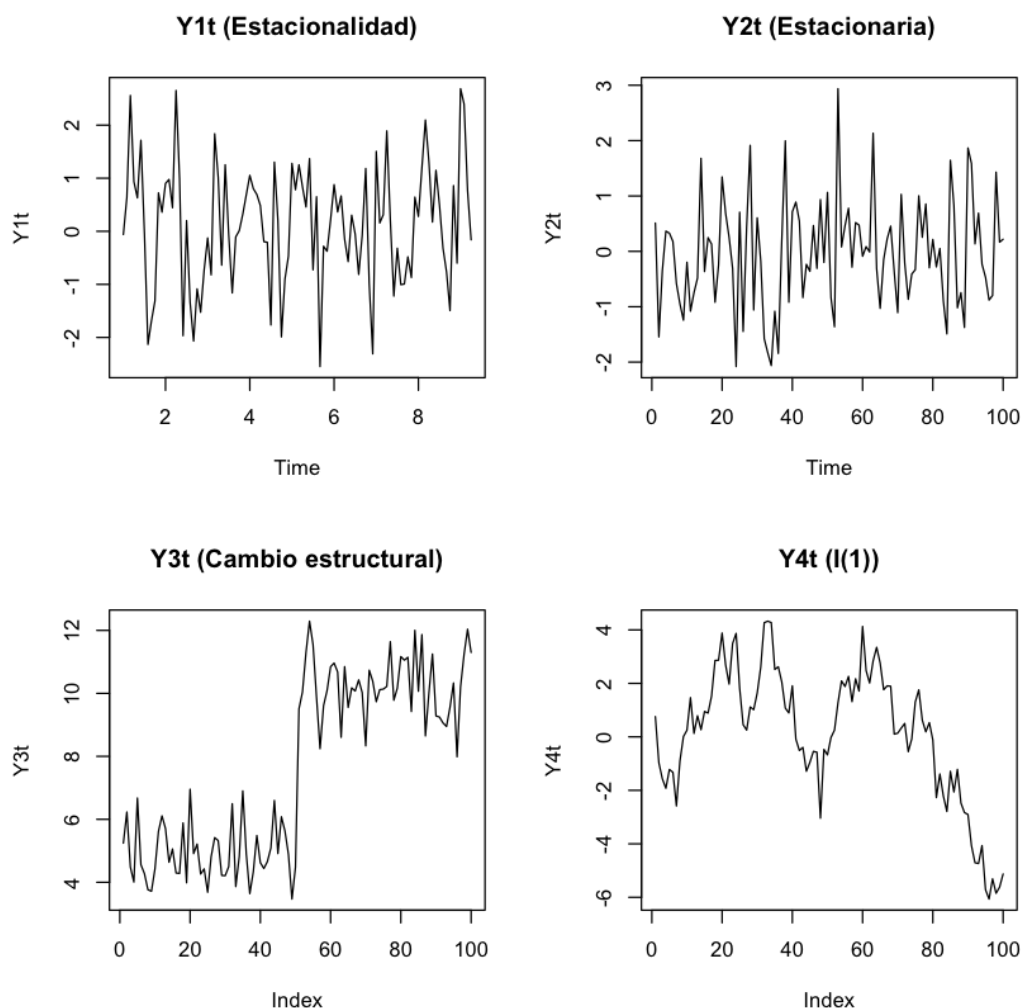 Y1t (Estacionalidad)
Y1t
2
1
0
-1
-2
2 4 6 8
Time
Y2t (Estacionaria)
Y2t
3
2
1
0
-1
-2
0 20 40 60 80 100
Time
Y3t (Cambio estructural)
Y3t
12
10
8
6
4
0 20 40 60 80 100
Index
Y4t (I(1))
Y4t
4
2
0
-2
-4
-6
0 20 40 60 80 100
Index